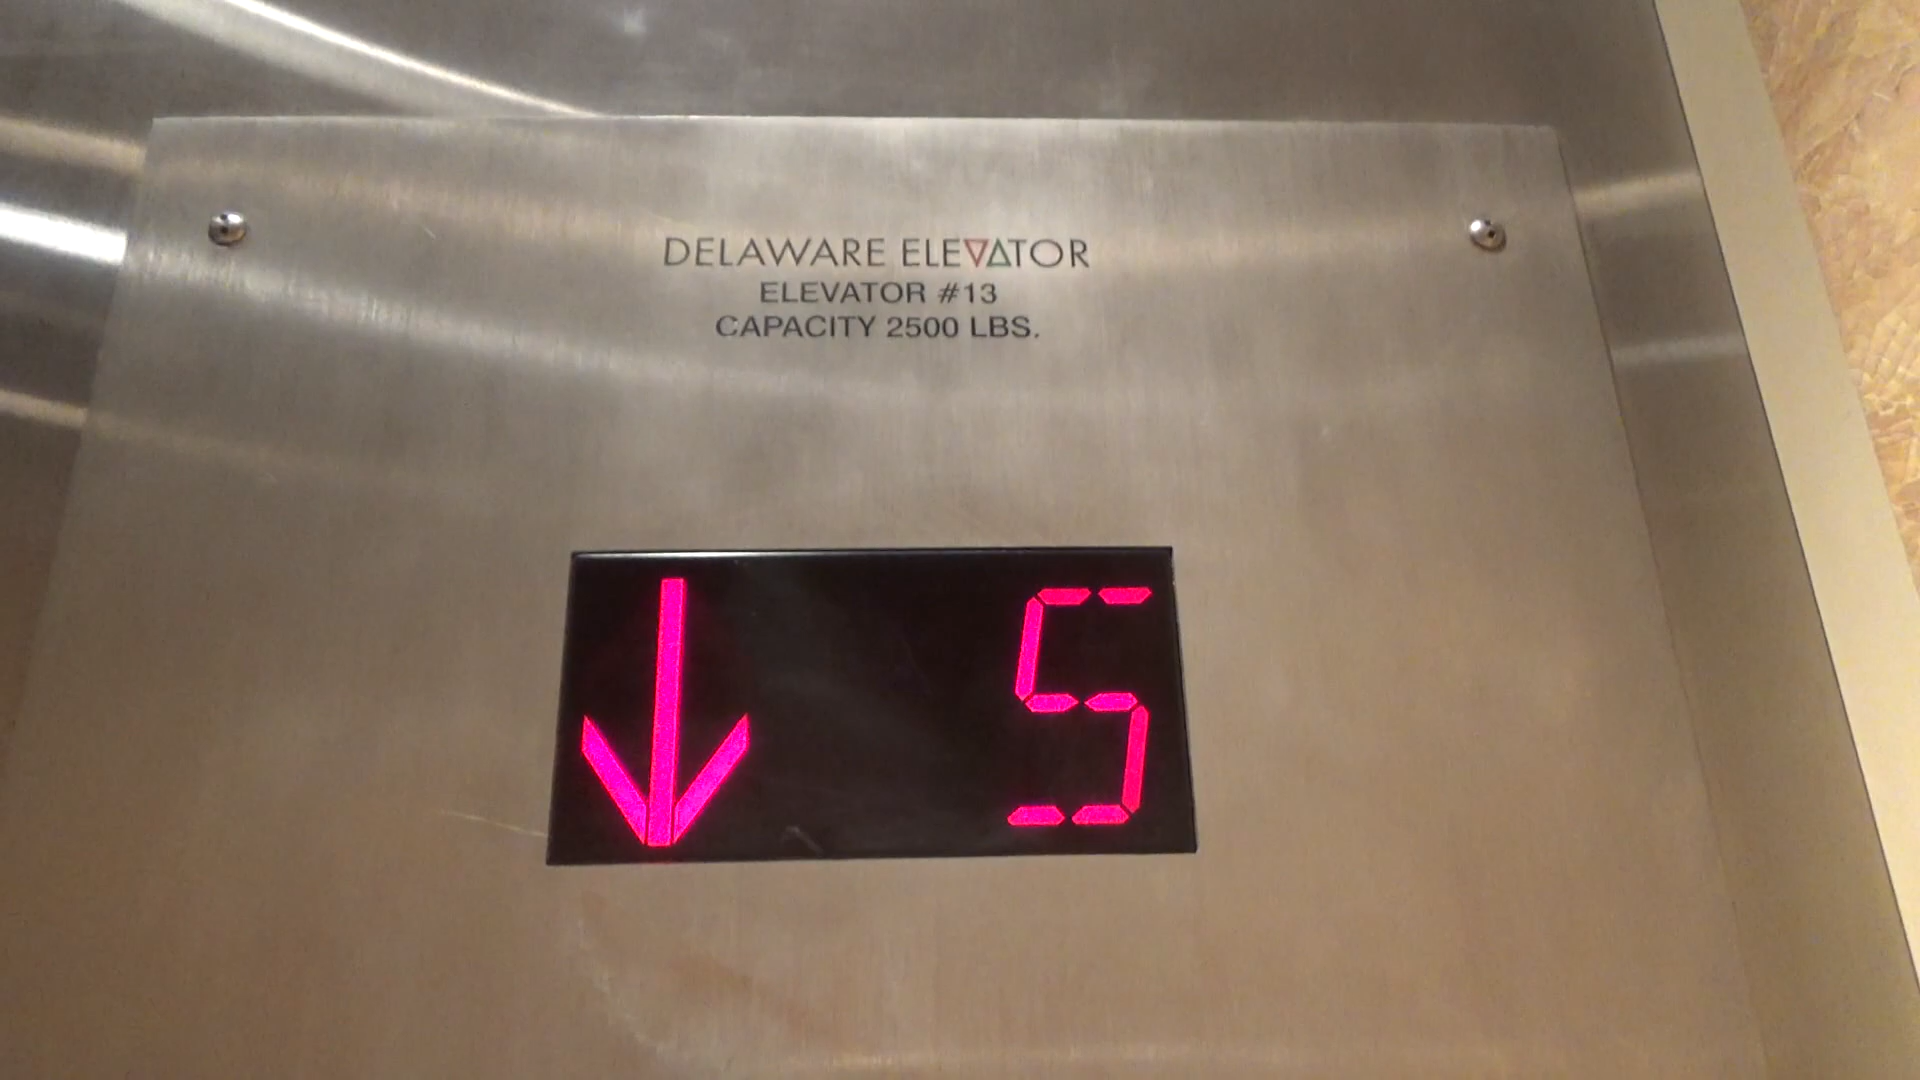 DELAWARE ELEVATOR
ELEVATOR #13
CAPACITY 2500 LBS.
↓ 5